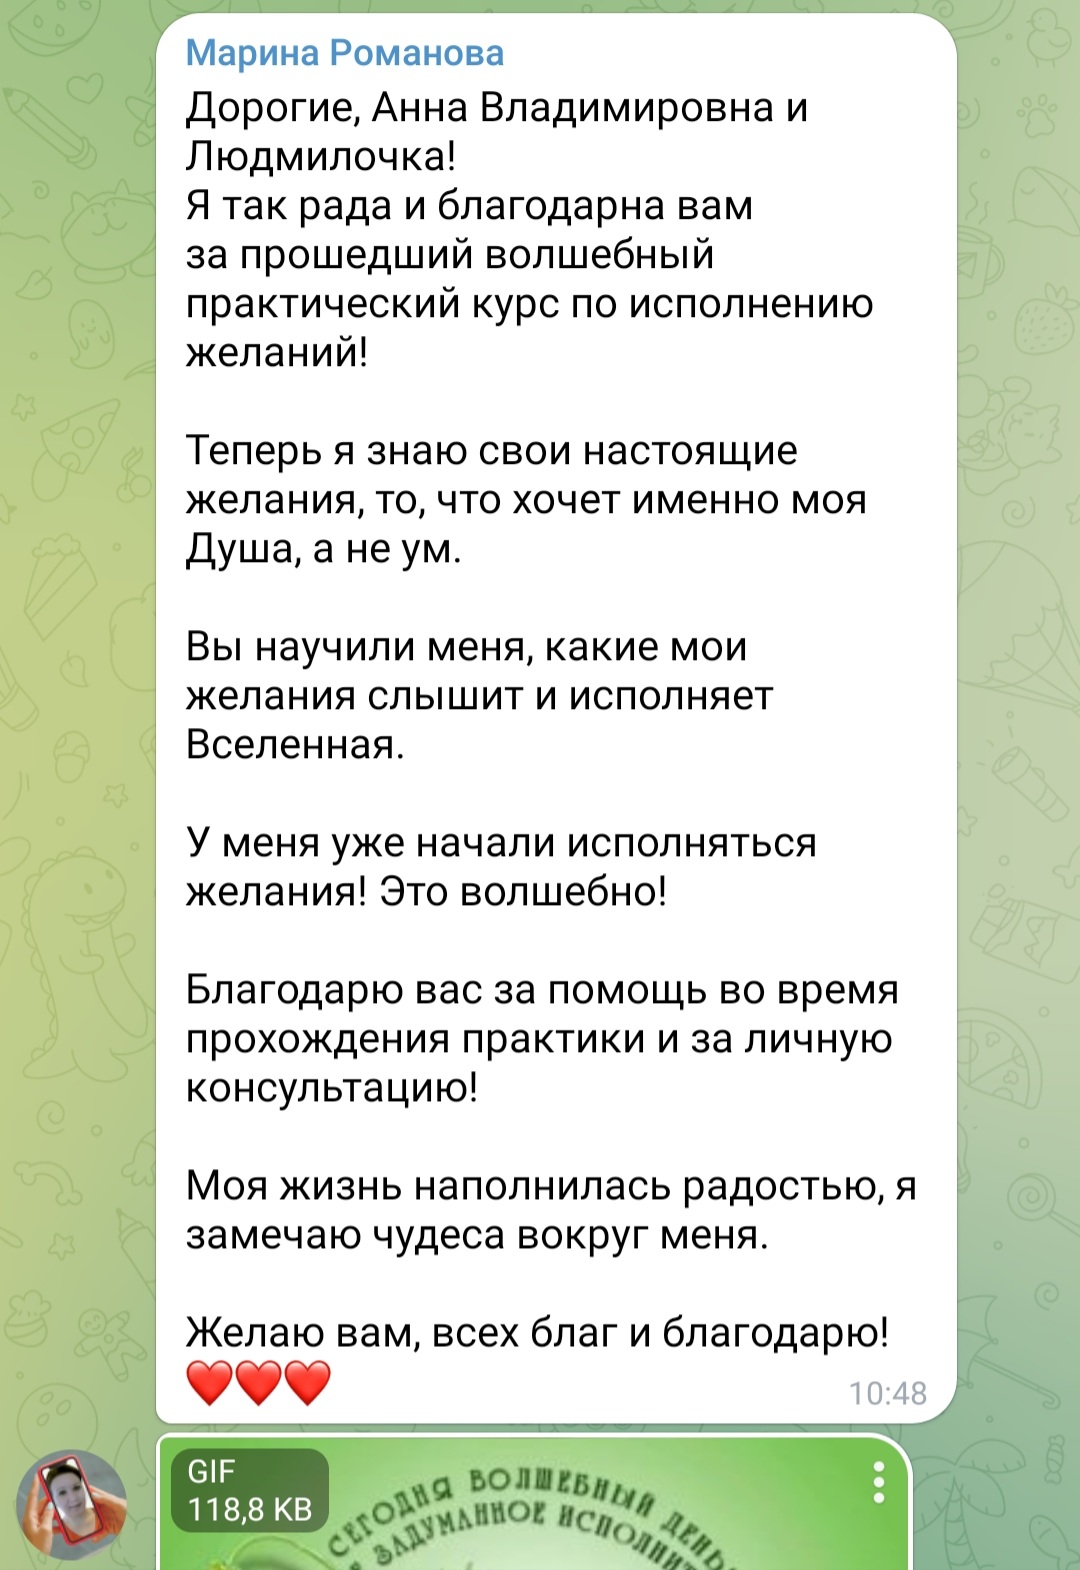 Марина Романова
Дорогие, Анна Владимировна и
Людмилочка!
Я так рада и благодарна вам
за прошедший волшебный
практический курс по исполнению
желаний!
Теперь я знаю свои настоящие
желания, то, что хочет именно моя
Душа, а не ум.
Вы научили меня, какие мои
желания слышит и исполняет
Вселенная.
У меня уже начали исполняться
желания! Это волшебно!
Благодарю вас за помощь во время
прохождения практики и за личную
консультацию!
Моя жизнь наполнилась радостью, я
замечаю чудеса вокруг меня.
Желаю вам, всех благ и благодарю!
❤️❤️❤️
10:48
GIF
118,8 KB
СЕГОДНЯ ВОЛШЕБНЫЙ ДЕНЬ
ЗАДУМАННОЕ